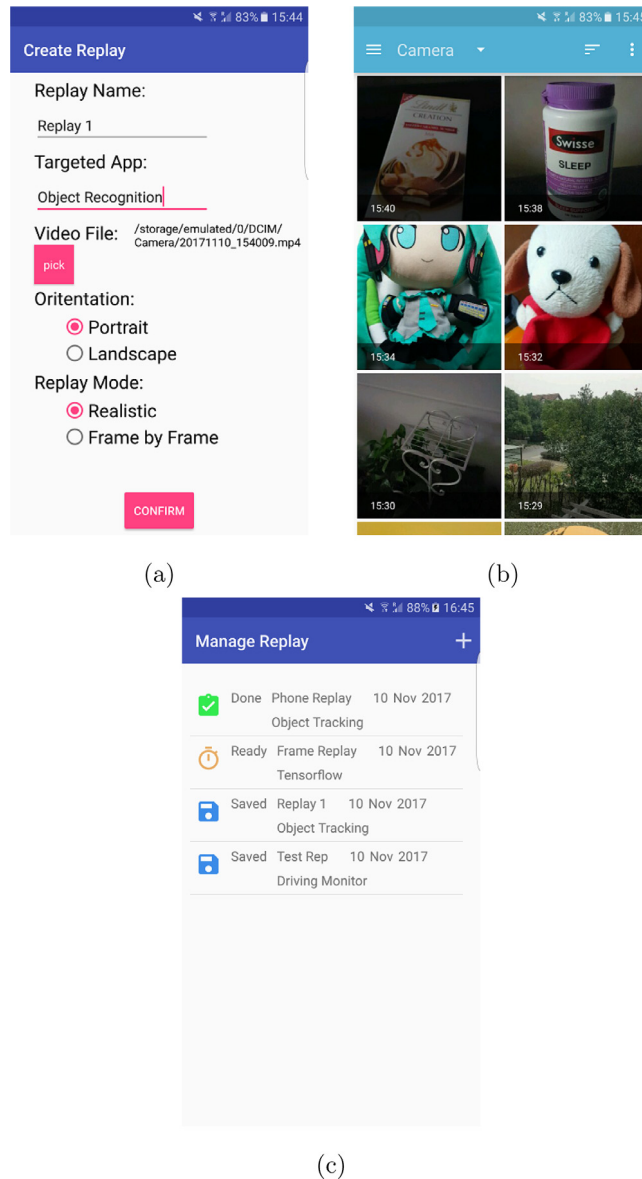 83% 15:44
Create Replay
Replay Name:
Replay 1
Targeted App:
Object Recognition
Video File: /storage/emulated/0/DCIM/
Camera/20171110_154009.mp4
pick
Oritentation:
Portrait
Landscape
Replay Mode:
Realistic
Frame by Frame
CONFIRM
(a)
83% 15:45
Camera
Lindt
CREATION
15:40
Swisse
SLEEP
15:38
15:34
15:32
15:30
15:29
(b)
88% 16:45
Manage Replay
Done Phone Replay 10 Nov 2017
Object Tracking
Ready Frame Replay 10 Nov 2017
Tensorflow
Saved Replay 1 10 Nov 2017
Object Tracking
Saved Test Rep 10 Nov 2017
Driving Monitor
(c)